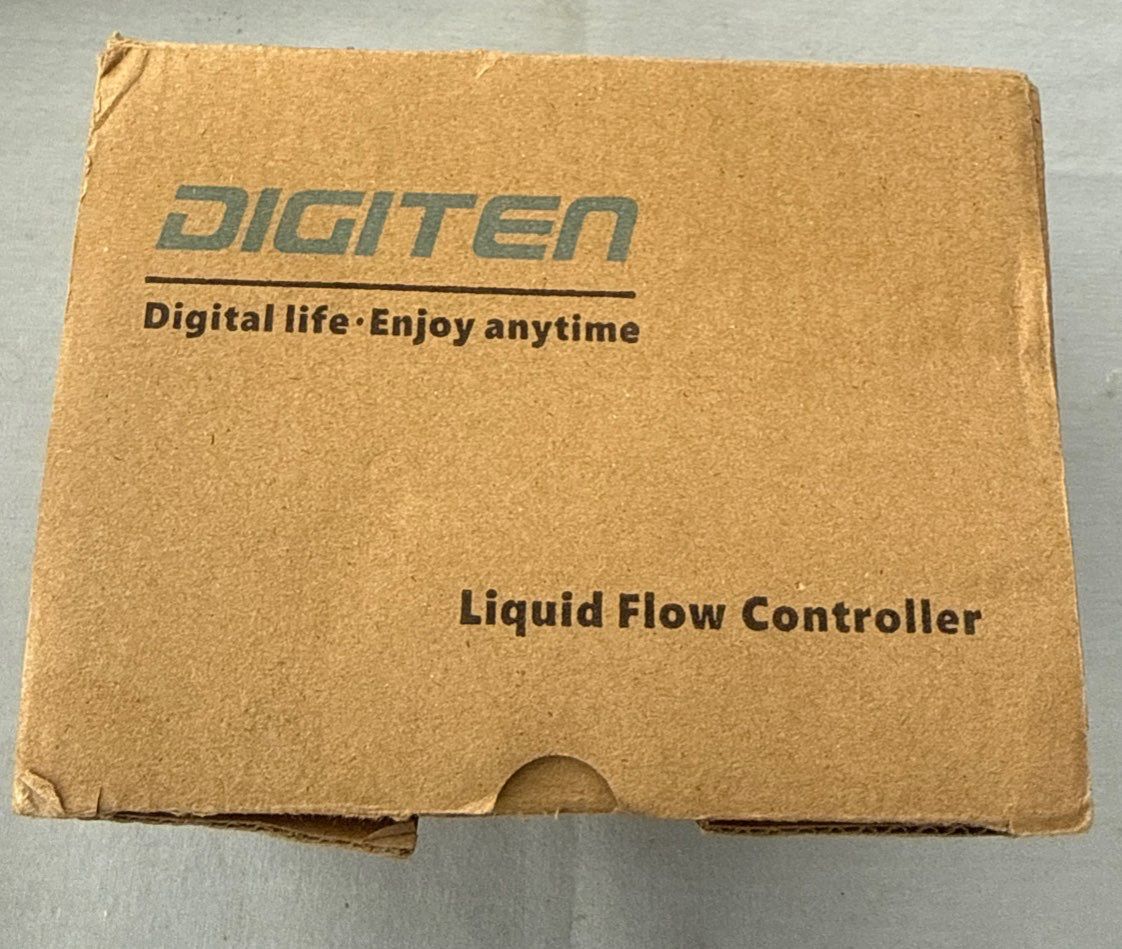 DIGITEN
Digital life·Enjoy anytime
Liquid Flow Controller